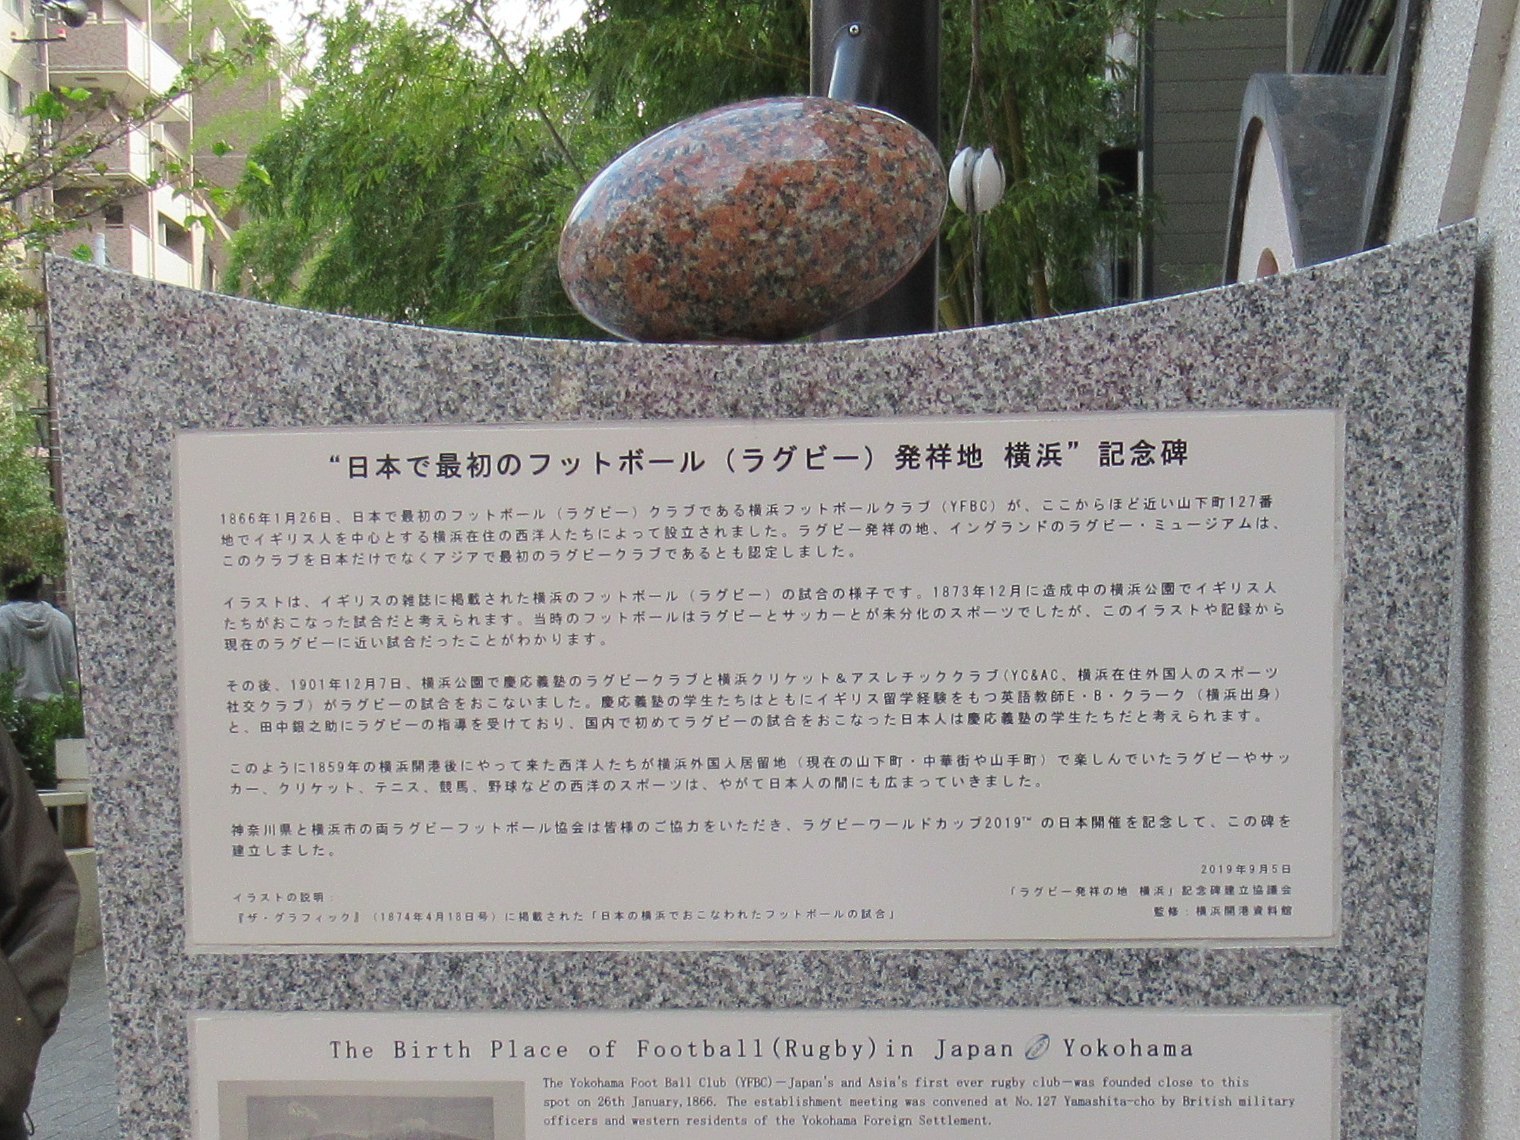 “日本で最初のフットボール（ラグビー）発祥地 横浜”記念碑
1866年1月26日、日本で最初のフットボール（ラグビー）クラブである横浜フットボールクラブ（YFBC）が、ここからほど近い山下町127番
地でイギリス人を中心とする横浜在住の西洋人たちによって設立されました。ラグビー発祥の地、イングランドのラグビー・ミュージアムは、
このクラブを日本だけでなくアジアで最初のラグビークラブであるとも認定しました。
イラストは、イギリスの雑誌に掲載された横浜のフットボール（ラグビー）の試合の様子です。1873年12月に造成中の横浜公園でイギリス人
たちがおこなった試合だと考えられます。当時のフットボールはラグビーとサッカーとが未分化のスポーツでしたが、このイラストや記録から
現在のラグビーに近い試合だったことがわかります。
その後、1901年12月7日、横浜公園で慶応義塾のラグビークラブと横浜クリケット＆アスレチッククラブ(YC&AC、横浜在住外国人のスポーツ
社交クラブ）がラグビーの試合をおこないました。慶応義塾の学生たちはともにイギリス留学経験をもつ英語教師E・B・クラーク（横浜出身）
と、田中銀之助にラグビーの指導を受けており、国内で初めてラグビーの試合をおこなった日本人は慶応義塾の学生たちだと考えられます。
このように1859年の横浜開港後にやって来た西洋人たちが横浜外国人居留地（現在の山下町・中華街や山手町）で楽しんでいたラグビーやサッ
カー、クリケット、テニス、競馬、野球などの西洋のスポーツは、やがて日本人の間にも広まっていきました。
神奈川県と横浜市の両ラグビーフットボール協会は皆様のご協力をいただき、ラグビーワールドカップ2019™ の日本開催を記念して、この碑を
建立しました。
2019年9月5日
「ラグビー発祥の地 横浜」記念碑建立協議会
監修：横浜開港資料館
イラストの説明
『ザ・グラフィック』（1874年4月18日号）に掲載された「日本の横浜でおこなわれたフットボールの試合」
The Birth Place of Football(Rugby)in Japan Yokohama
The Yokohama Foot Ball Club (YFBC)—Japan's and Asia's first ever rugby club—was founded close to this
spot on 26th January,1866. The establishment meeting was convened at No.127 Yamashita-cho by British military
officers and western residents of the Yokohama Foreign Settlement.